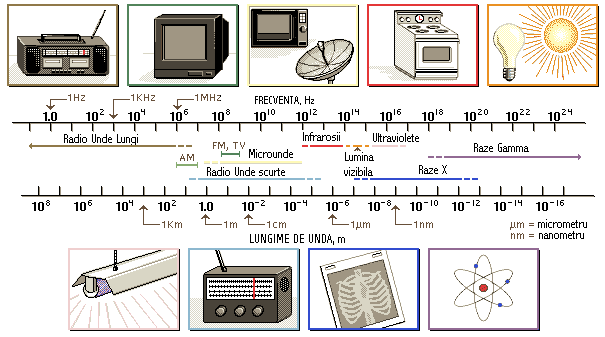 1Hz 1KHz 1MHz FRECVENTA, Hz
1.0 10² 10⁴ 10⁶ 10⁸ 10¹⁰ 10¹² 10¹⁴ 10¹⁶ 10¹⁸ 10²⁰ 10²² 10²⁴
Radio Unde Lungi FM, TV Infrarosii Ultraviolete
AM Microunde Lumina Raze Gamma
Radio Unde scurte vizibila Raze X
10⁸ 10⁶ 10⁴ 10² 1.0 10⁻² 10⁻⁴ 10⁻⁶ 10⁻⁸ 10⁻¹⁰ 10⁻¹² 10⁻¹⁴ 10⁻¹⁶
1Km 1m 1cm 1µm 1nm µm = micrometru
nm = nanometru
LUNGIME DE UNDA, m